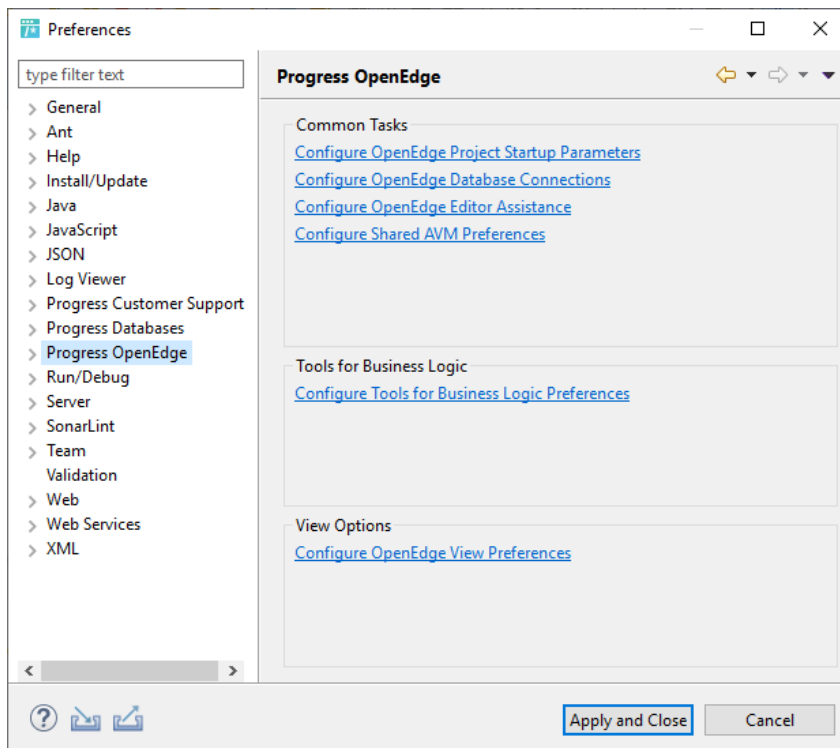 Preferences
type filter text
General
Ant
Help
Install/Update
Java
JavaScript
JSON
Log Viewer
Progress Customer Support
Progress Databases
Progress OpenEdge
Run/Debug
Server
SonarLint
Team
Validation
Web
Web Services
XML
Progress OpenEdge
Common Tasks
Configure OpenEdge Project Startup Parameters
Configure OpenEdge Database Connections
Configure OpenEdge Editor Assistance
Configure Shared AVM Preferences
Tools for Business Logic
Configure Tools for Business Logic Preferences
View Options
Configure OpenEdge View Preferences
Apply and Close
Cancel